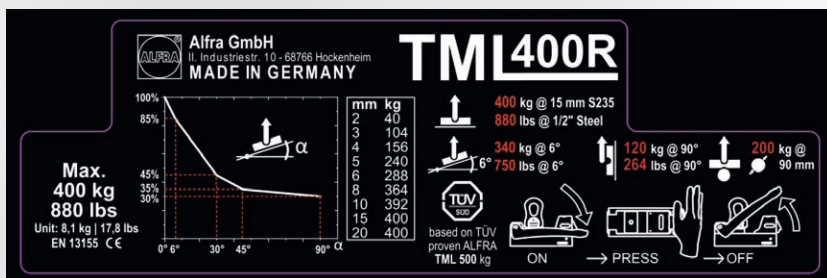 ALFRA
Alfra GmbH
II. Industriestr. 10 - 68766 Hockenheim
MADE IN GERMANY
TML 400R
Max.
400 kg
880 lbs
Unit: 8,1 kg | 17,8 lbs
EN 13155 CE
100%
85%
45%
35%
30%
0° 6° 30° 45° 90° α
α
mm kg
2 40
3 104
4 156
5 240
6 288
8 364
10 392
15 400
20 400
400 kg @ 15 mm S235
880 lbs @ 1/2" Steel
6°
340 kg @ 6°
750 lbs @ 6°
120 kg @ 90°
264 lbs @ 90°
200 kg @
90 mm
TÜV
SÜD
based on TÜV
proven ALFRA
TML 500 kg
ON → PRESS → OFF